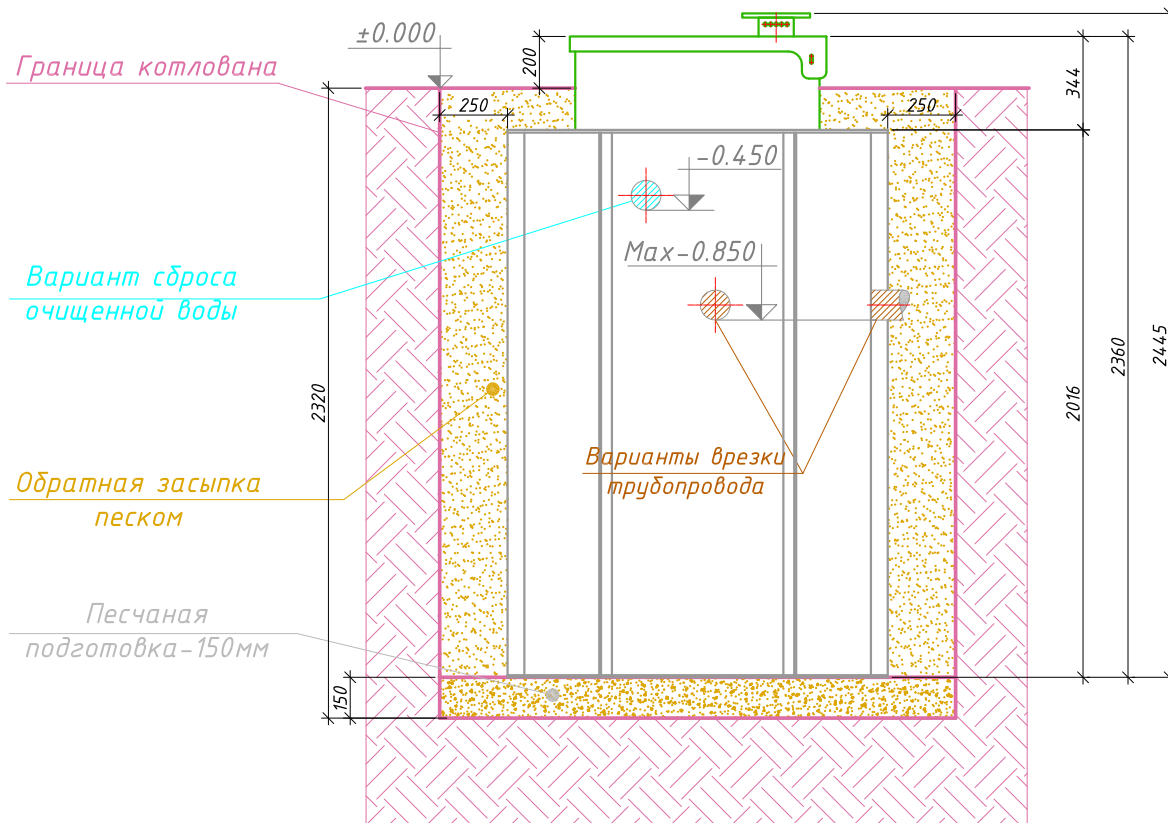 ±0.000
Граница котлована
200
344
250
250
-0.450
Max-0.850
Вариант сброса
очищенной воды
2320
2016
2360
2445
Варианты врезки
трубопровода
Обратная засыпка
песком
Песчаная
подготовка-150мм
150